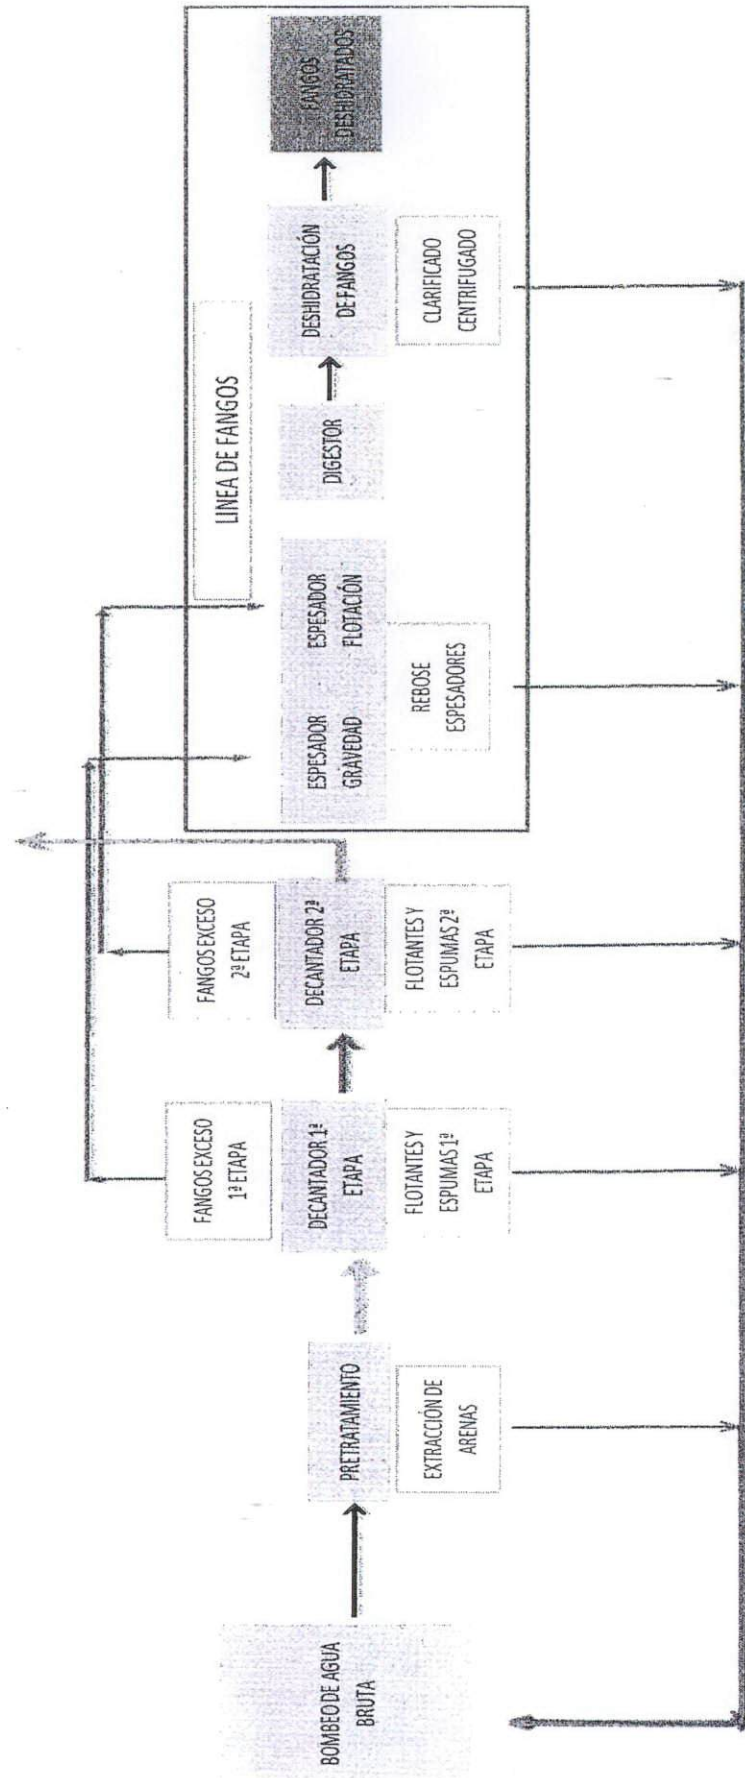 BOMBEO DE AGUA
BRUTA
PRETRATAMIENTO
EXTRACCIÓN DE
ARENAS
FANGOS EXCESO
1ª ETAPA
DECANTADOR 1ª
ETAPA
FLOTANTES Y
ESPUMAS 1ª
ETAPA
FANGOS EXCESO
2ª ETAPA
DECANTADOR 2ª
ETAPA
FLOTANTES Y
ESPUMAS 2ª
ETAPA
LINEA DE FANGOS
ESPESADOR
GRAVEDAD
ESPESADOR
FLOTACIÓN
REBOSE
ESPESADORES
DIGESTOR
DESHIDRATACIÓN
DE FANGOS
CLARIFICADO
CENTRIFUGADO
FANGOS
DESHIDRATADOS